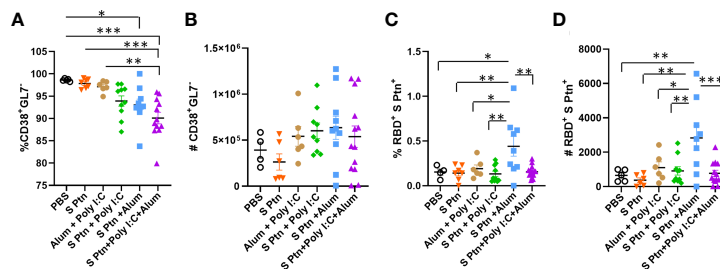 A
**
***
***
**
%CD38⁺GL7⁻
105
100
95
90
85
80
75
PBS
S Ptn
Alum + Poly I:C
S Ptn + Poly I:C
S Ptn +Alum
S Ptn+Poly I:C+Alum
B
# CD38⁺GL7⁻
1.5×10⁶
1.0×10⁶
5.0×10⁵
0
PBS
S Ptn
Alum + Poly I:C
S Ptn + Poly I:C
S Ptn +Alum
S Ptn+Poly I:C+Alum
C
*
**
**
*
**
% RBD⁺ S Ptn⁺
1.5
1.0
0.5
0.0
PBS
S Ptn
Alum + Poly I:C
S Ptn + Poly I:C
S Ptn +Alum
S Ptn+Poly I:C+Alum
D
**
**
***
*
**
# RBD⁺ S Ptn⁺
8000
6000
4000
2000
0
PBS
S Ptn
Alum + Poly I:C
S Ptn + Poly I:C
S Ptn +Alum
S Ptn+Poly I:C+Alum